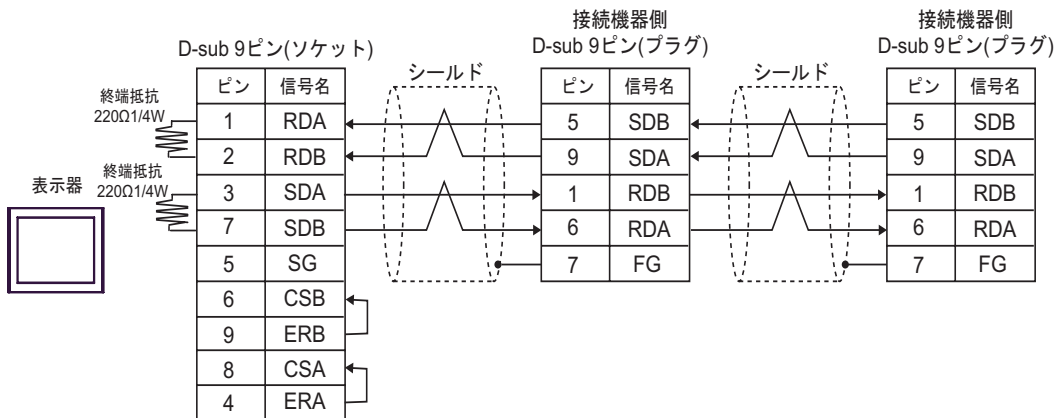 接続機器側
接続機器側
D-sub 9ピン(ソケット)
D-sub 9ピン(プラグ)
D-sub 9ピン(プラグ)
シールド
シールド
終端抵抗
220Ω1/4W
終端抵抗
220Ω1/4W
表示器
ピン 信号名
1 RDA
2 RDB
3 SDA
7 SDB
5 SG
6 CSB
9 ERB
8 CSA
4 ERA
ピン 信号名
5 SDB
9 SDA
1 RDB
6 RDA
7 FG
ピン 信号名
5 SDB
9 SDA
1 RDB
6 RDA
7 FG